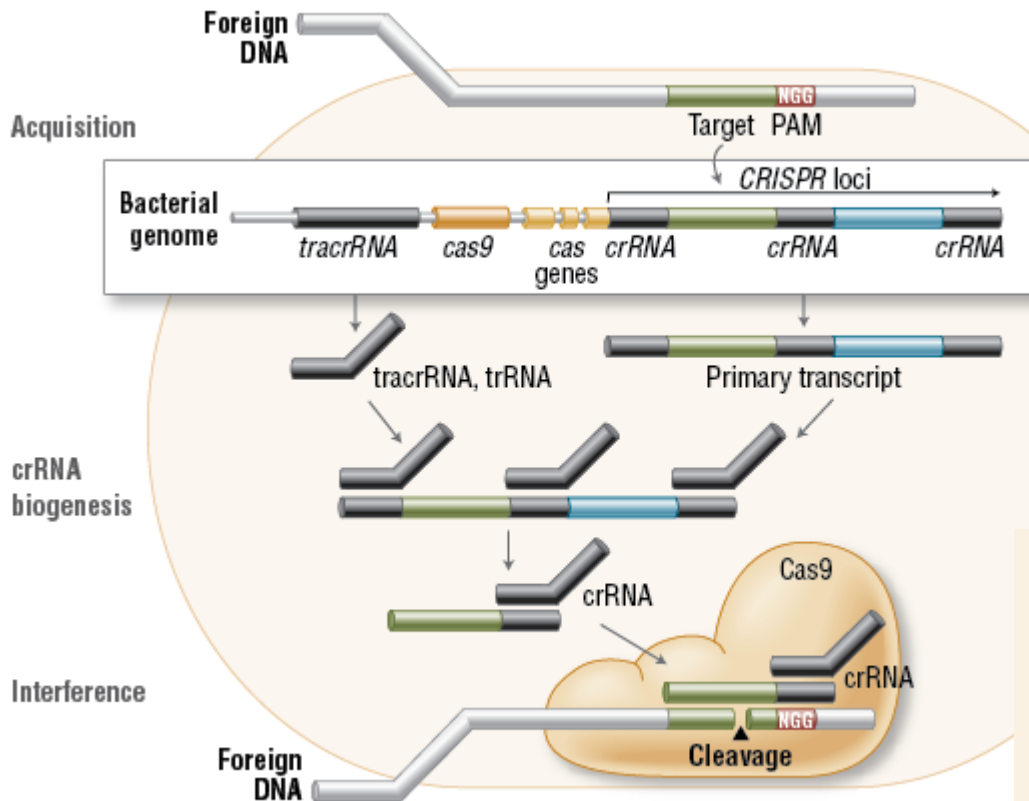 Foreign
DNA
NGG
Acquisition
Target PAM
CRISPR loci
Bacterial
genome
tracrRNA cas9 cas
genes crRNA crRNA crRNA
tracrRNA, trRNA
Primary transcript
crRNA
biogenesis
Cas9
crRNA
crRNA
Interference
NGG
Cleavage
Foreign
DNA